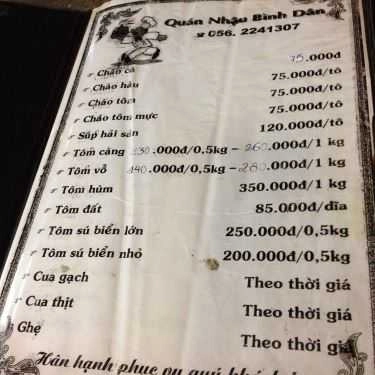 Quán Nhậu Bình Dân
056. 2241307
Cháo cá 75.000đ
Cháo hàu 75.000đ/tô
Cháo tôm 75.000đ/tô
Cháo tôm mực 75.000đ/tô
Súp hải sản 120.000đ/tô
Tôm càng 130.000đ/0,5kg - 260.000đ/1 kg
Tôm vỗ 140.000đ/0,5kg - 280.000đ/1 kg
Tôm hùm 350.000đ/1 kg
Tôm đất 85.000đ/dĩa
Tôm sú biển lớn 250.000đ/0,5kg
Tôm sú biển nhỏ 200.000đ/0,5kg
Cua gạch Theo thời giá
Cua thịt Theo thời giá
Ghẹ Theo thời giá
Hân hạnh phục vụ quý